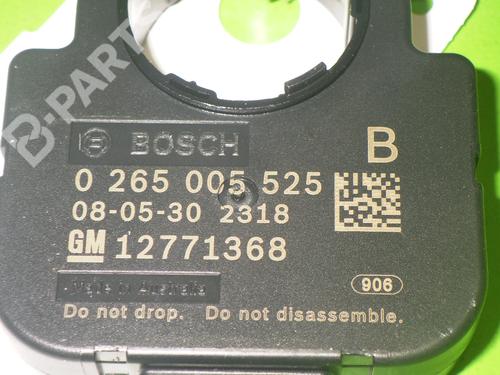 B-PARTS
BOSCH B
0 265 005 525
08-05-30 2318
GM 12771368
Made in Australia 906
Do not drop. Do not disassemble.